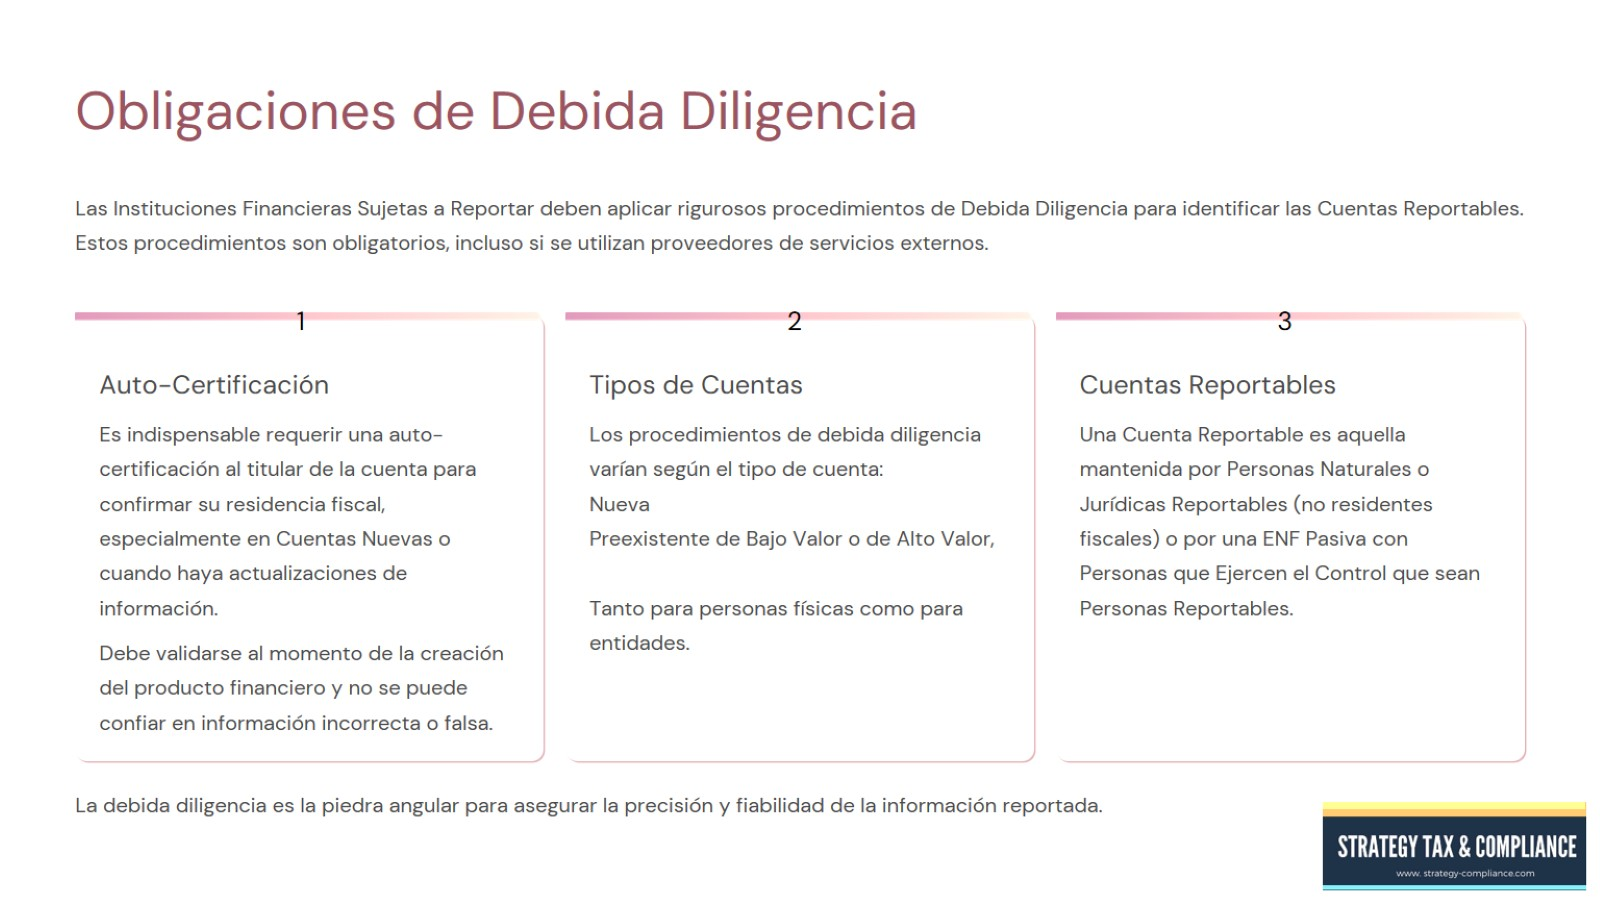 Obligaciones de Debida Diligencia
Las Instituciones Financieras Sujetas a Reportar deben aplicar rigurosos procedimientos de Debida Diligencia para identificar las Cuentas Reportables.
Estos procedimientos son obligatorios, incluso si se utilizan proveedores de servicios externos.
1
Auto-Certificación
Es indispensable requerir una auto-
certificación al titular de la cuenta para
confirmar su residencia fiscal,
especialmente en Cuentas Nuevas o
cuando haya actualizaciones de
información.
Debe validarse al momento de la creación
del producto financiero y no se puede
confiar en información incorrecta o falsa.
2
Tipos de Cuentas
Los procedimientos de debida diligencia
varían según el tipo de cuenta:
Nueva
Preexistente de Bajo Valor o de Alto Valor,
Tanto para personas físicas como para
entidades.
3
Cuentas Reportables
Una Cuenta Reportable es aquella
mantenida por Personas Naturales o
Jurídicas Reportables (no residentes
fiscales) o por una ENF Pasiva con
Personas que Ejercen el Control que sean
Personas Reportables.
La debida diligencia es la piedra angular para asegurar la precisión y fiabilidad de la información reportada.
STRATEGY TAX & COMPLIANCE
www. strategy-compliance.com